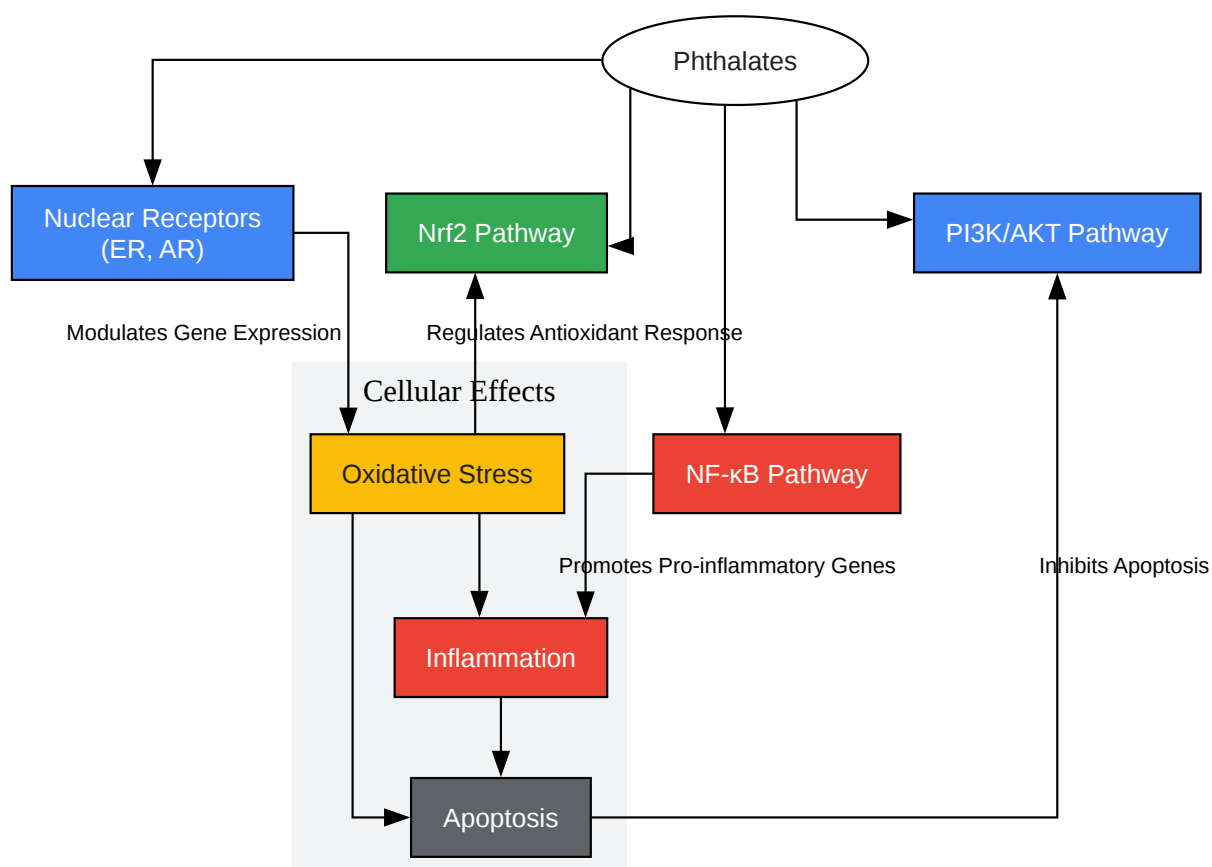 Phthalates
Nuclear Receptors
(ER, AR)
Nrf2 Pathway
PI3K/AKT Pathway
Modulates Gene Expression
Regulates Antioxidant Response
Cellular Effects
Oxidative Stress
NF-κB Pathway
Promotes Pro-inflammatory Genes
Inhibits Apoptosis
Inflammation
Apoptosis